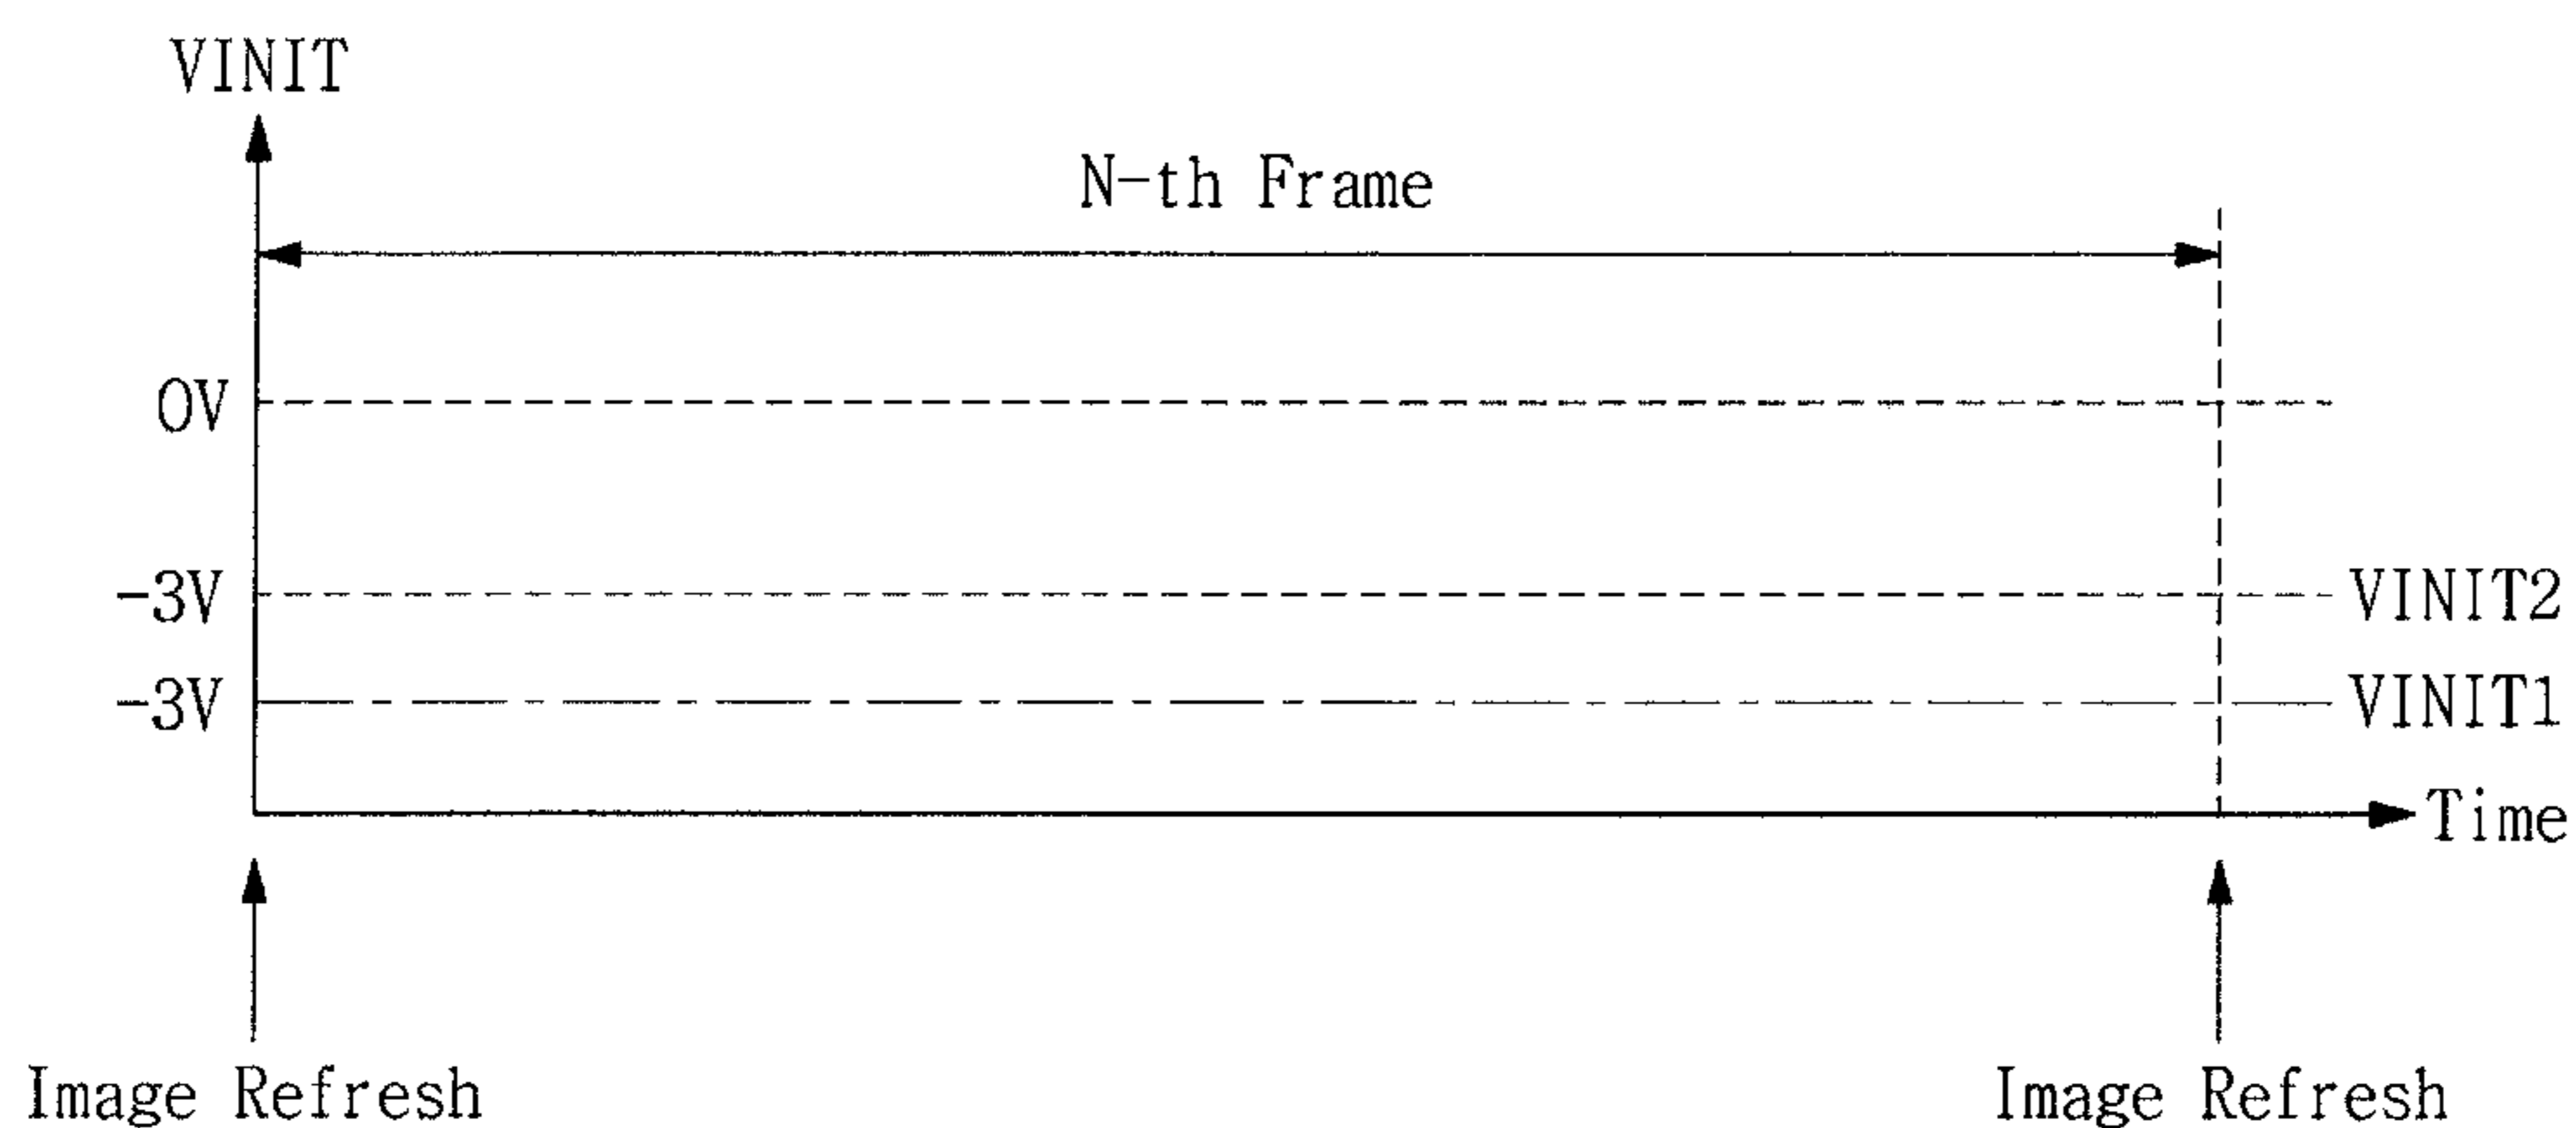 VINIT
N-th Frame
0V
-3V
VINIT2
-3V
VINIT1
Time
Image Refresh
Image Refresh